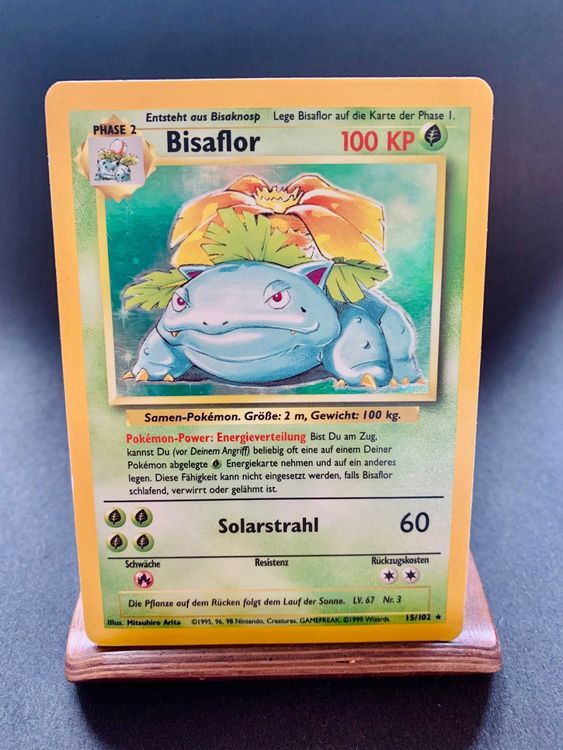 Entsteht aus Bisaknosp Lege Bisaflor auf die Karte der Phase 1.
PHASE 2
Bisaflor 100 KP
Samen-Pokémon. Größe: 2 m, Gewicht: 100 kg.
Pokémon-Power: Energieverteilung Bist Du am Zug,
kannst Du (vor Deinem Angriff) beliebig oft eine auf einem Deiner
Pokémon abgelegte Energiekarte nehmen und auf ein anderes
legen. Diese Fähigkeit kann nicht eingesetzt werden, falls Bisaflor
schlafend, verwirrt oder gelähmt ist.
Solarstrahl 60
Schwäche Resistenz Rückzugskosten
Die Pflanze auf dem Rücken folgt dem Lauf der Sonne. LV. 67 Nr. 3
Illus. Mitsuhiro Arita ©1995, 96, 98 Nintendo, Creatures, GAMEFREAK. ©1999 Wizards. 15/102 ★